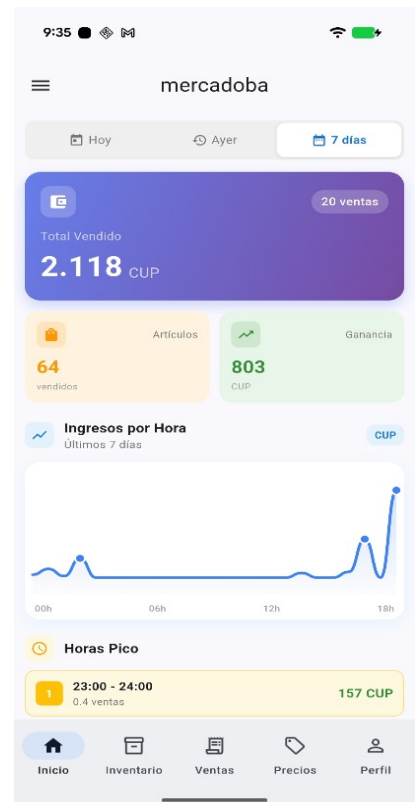 9:35
mercadoba
Hoy
Ayer
7 días
20 ventas
Total Vendido
2.118 CUP
Artículos
64
vendidos
Ganancia
803
CUP
Ingresos por Hora
Últimos 7 días
CUP
00h 06h 12h 18h
Horas Pico
1
23:00 - 24:00
0.4 ventas
157 CUP
Inicio Inventario Ventas Precios Perfil